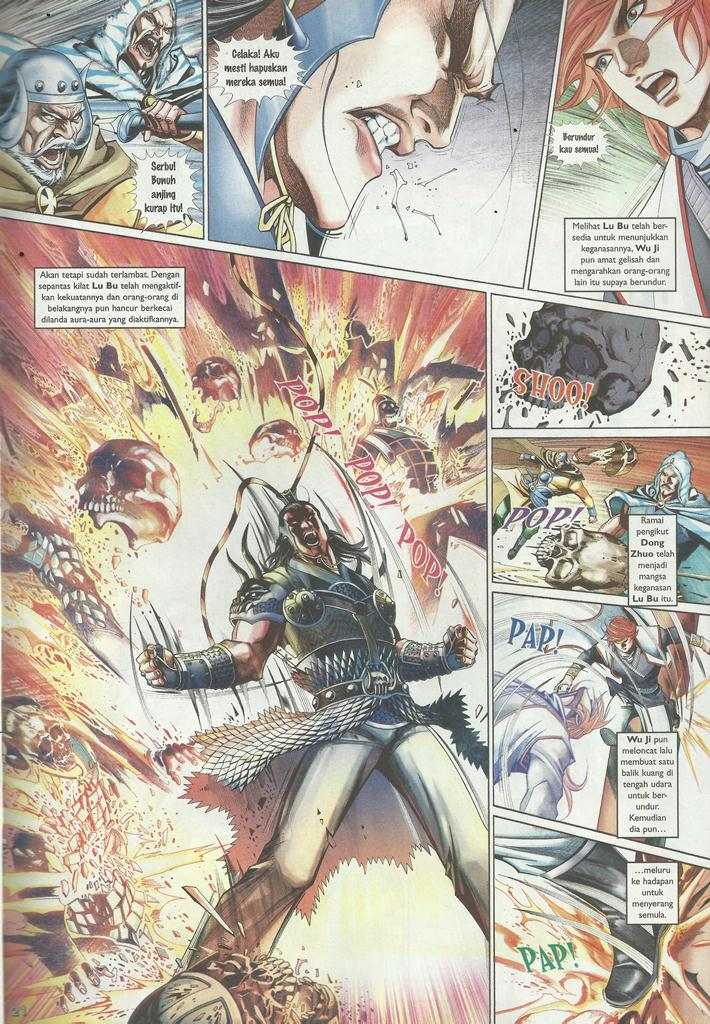 Serbu!
Bunuh
anjing
kurap Itu!
Celaka! Aku
mesti hapuskan
mereka semua!
Berundur
kau semua!
Melihat Lu Bu telah ber-
sedia untuk menunjukkan
keganasannya, Wu Ji
pun amat gelisah dan
mengarahkan orang-orang
lain itu supaya berundur.
Akan tetapi sudah terlambat. Dengan
sepantas kilat Lu Bu telah mengaktif-
kan kekuatannya dan orang-orang di
belakangnya pun hancur berkecai
dilanda aura-aura yang diaktifkannya.
POP!
POP!
POP!
SHOO!
POP!
Ramai
pengikut
Dong
Zhuo telah
menjadi
mangsa
keganasan
Lu Bu itu.
PAP!
Wu Ji pun
meloncat lalu
membuat satu
balik kuang di
tengah udara
untuk ber-
undur.
Kemudian
dia pun...
...meluru
ke hadapan
untuk
menyerang
semula.
PAP!